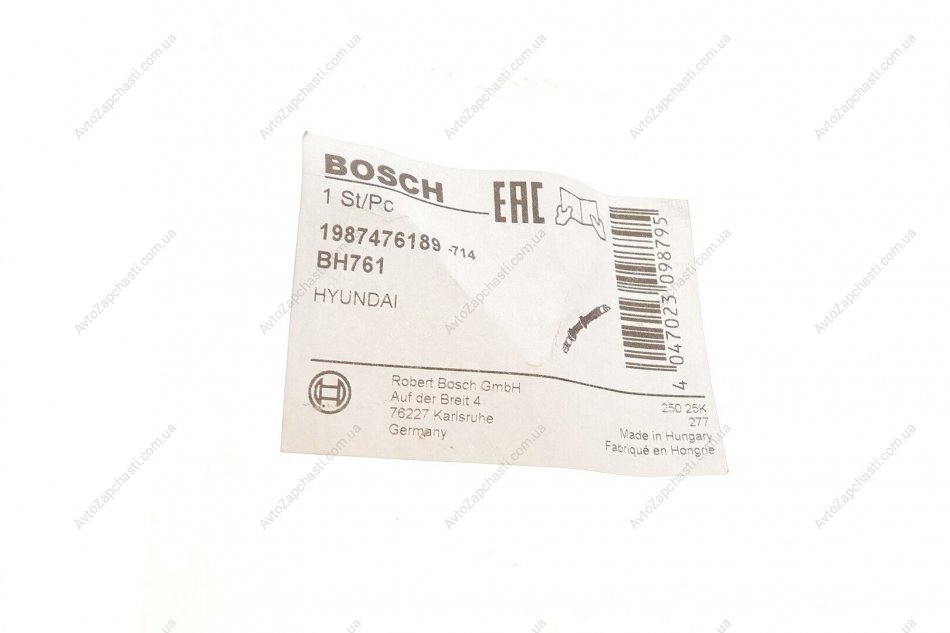 BOSCH
EAC
1 St/Pc
1987476189 -714
BH761
HYUNDAI
4 047023 098795
Robert Bosch GmbH
Auf der Breit 4
76227 Karlsruhe
Germany
250 25K
277
Made in Hungary
Fabriqué en Hongrie
AvtoZapchasti.com.ua